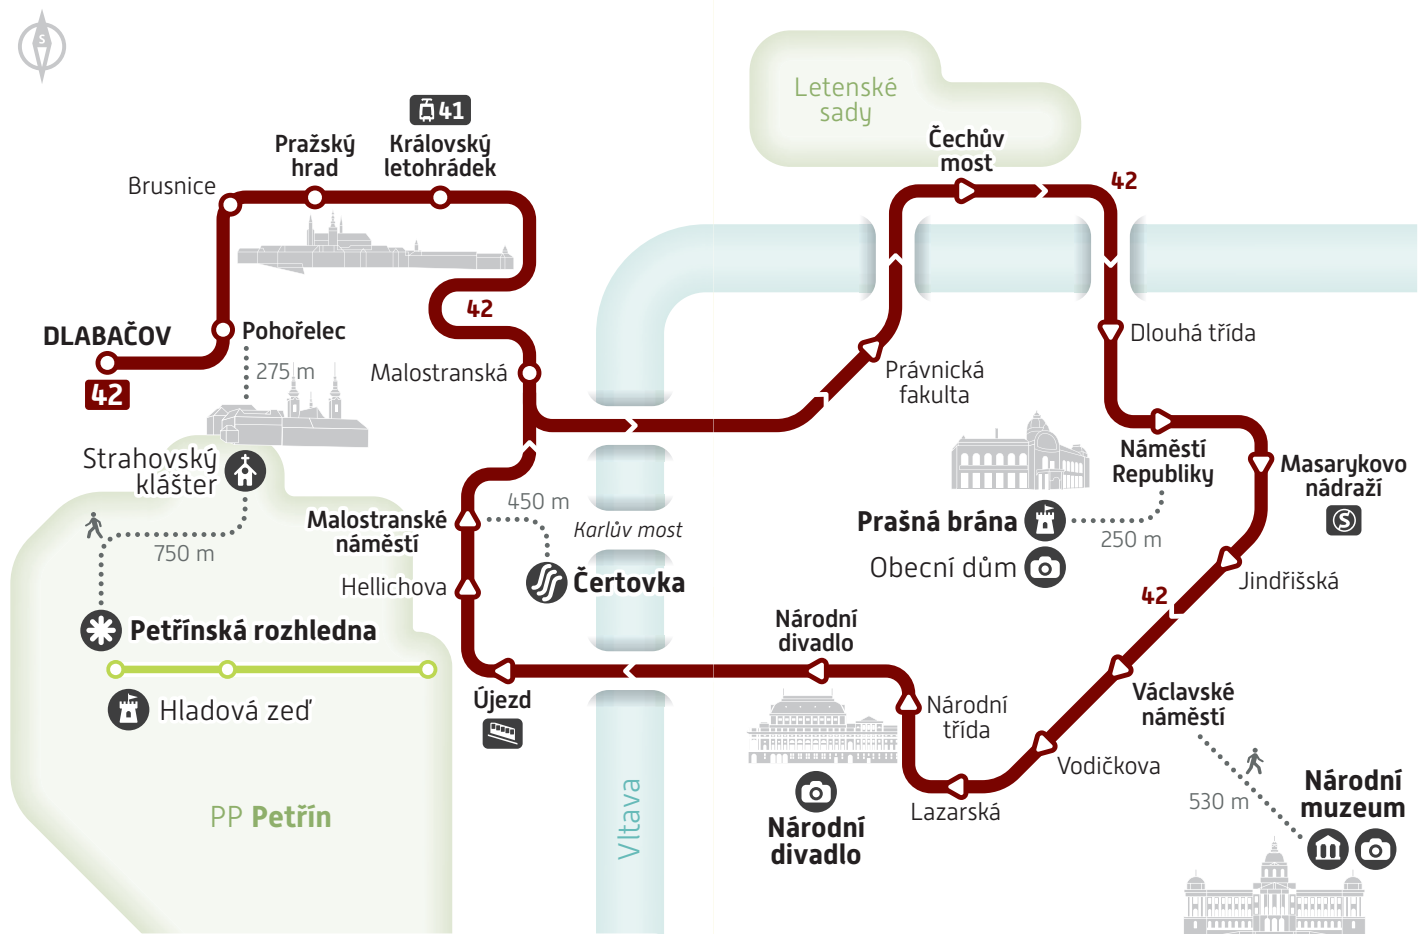 S
Letenské
sady
41
Pražský
hrad
Královský
letohrádek
Čechův
most
Brusnice
42
42
DLABAČOV
42
Pohořelec
275 m
Malostranská
Dlouhá třída
Právnická
fakulta
Strahovský
klášter
450 m
Náměstí
Republiky
Masarykovo
nádraží
S
Malostranské
náměstí
Karlův most
Prašná brána
250 m
750 m
Hellichova
Čertovka
Obecní dům
Jindřišská
42
Petřínská rozhledna
Národní
divadlo
Hladová zeď
Újezd
Národní
třída
Václavské
náměstí
Vodičkova
530 m
Národní
muzeum
PP Petřín
Vltava
Lazarská
Národní
divadlo